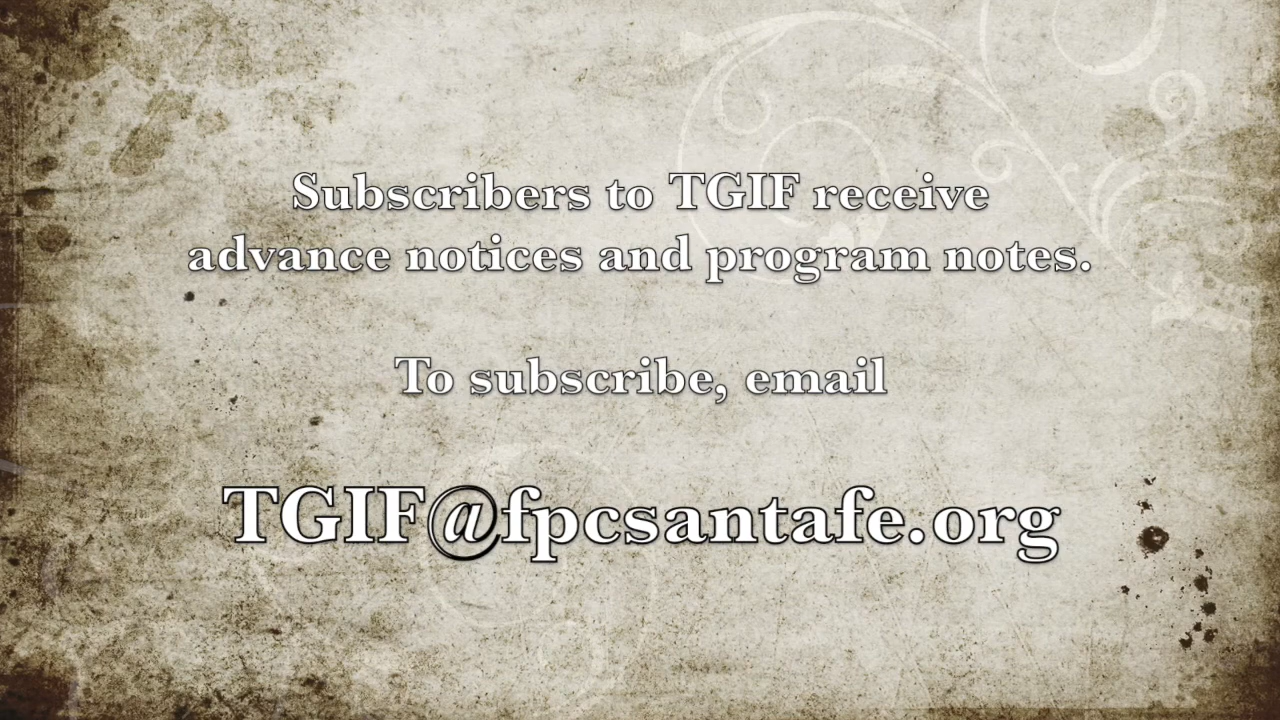 Subscribers to TGIF receive
advance notices and program notes.
To subscribe, email
TGIF@fpcsantafe.org